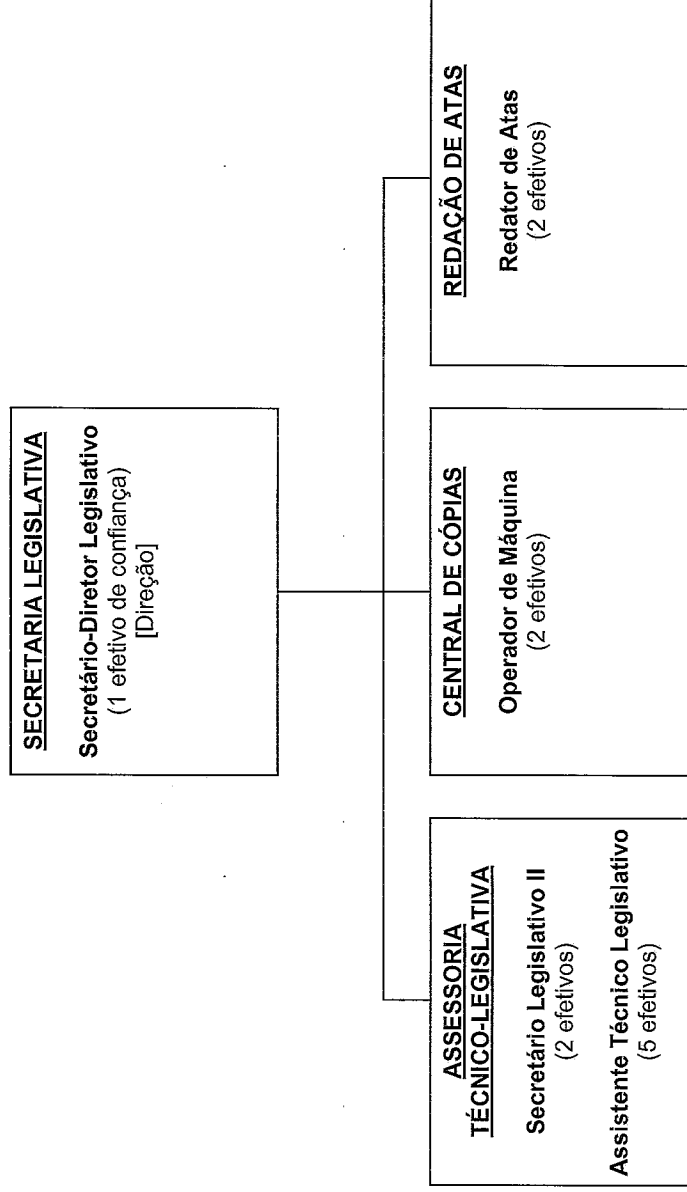 SECRETARIA LEGISLATIVA
Secretário-Diretor Legislativo
(1 efetivo de confiança)
[Direção]
ASSESSORIA
TÉCNICO-LEGISLATIVA
Secretário Legislativo II
(2 efetivos)
Assistente Técnico Legislativo
(5 efetivos)
CENTRAL DE CÓPIAS
Operador de Máquina
(2 efetivos)
REDAÇÃO DE ATAS
Redator de Atas
(2 efetivos)